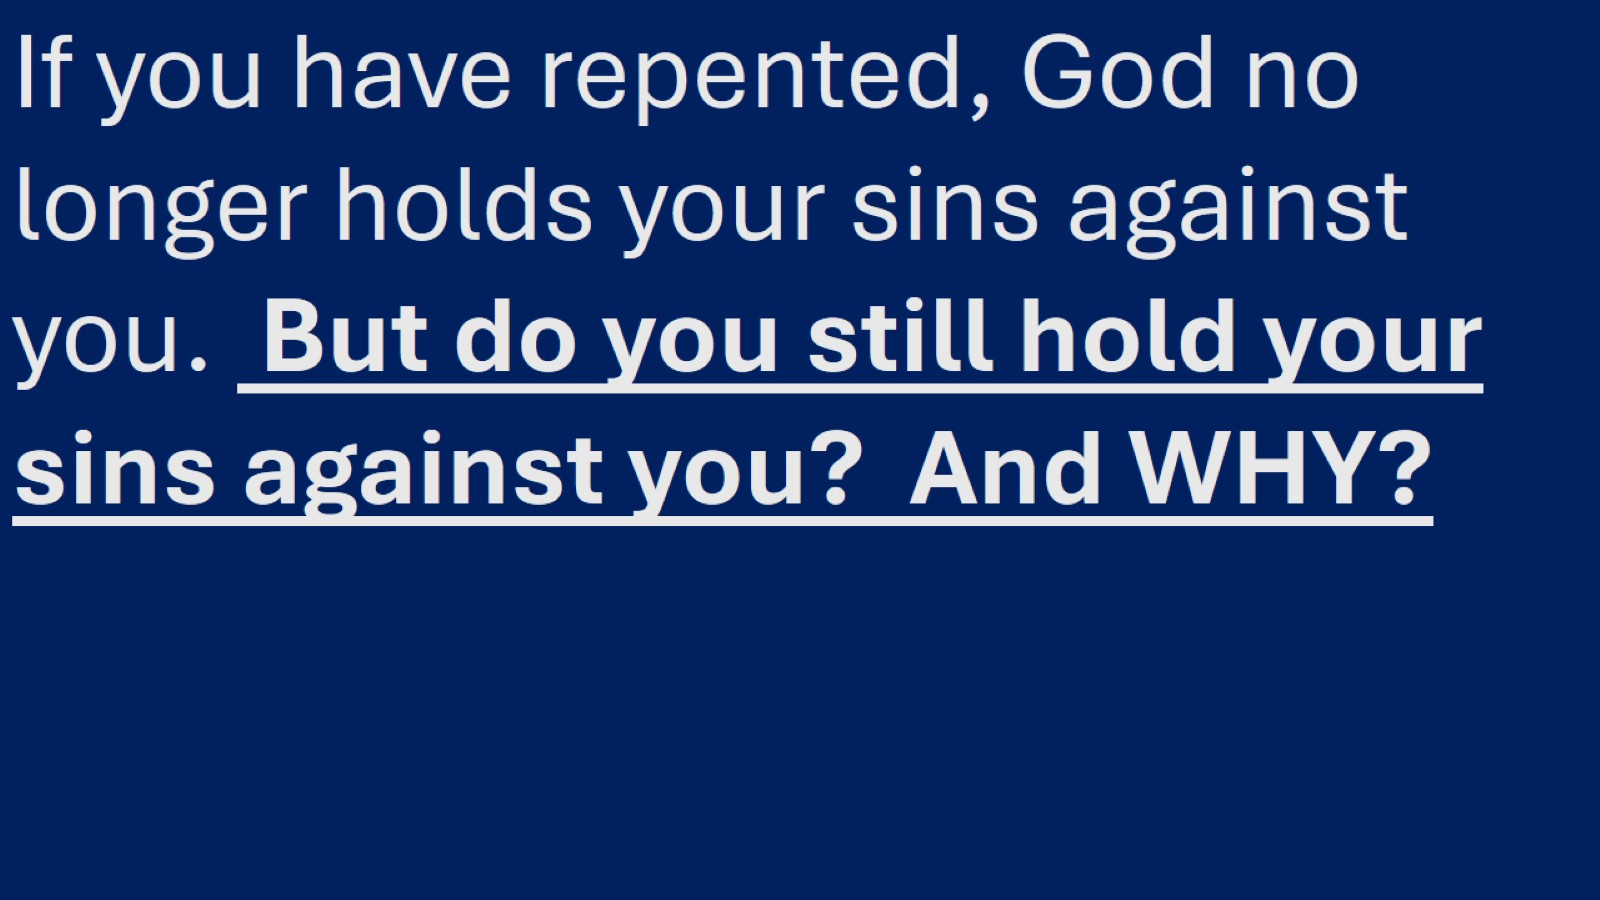 If you have repented, God no
longer holds your sins against
you.  But do you still hold your
sins against you?  And WHY?